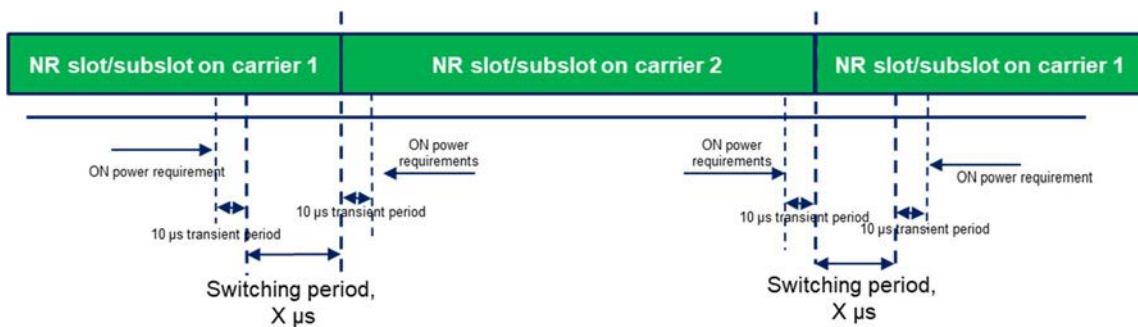 NR slot/subslot on carrier 1
NR slot/subslot on carrier 2
NR slot/subslot on carrier 1
ON power requirement
ON power
requirements
ON power
requirements
ON power requirement
10 µs transient period
10 µs transient period
10 µs transient period
10 µs transient period
Switching period,
X µs
Switching period,
X µs